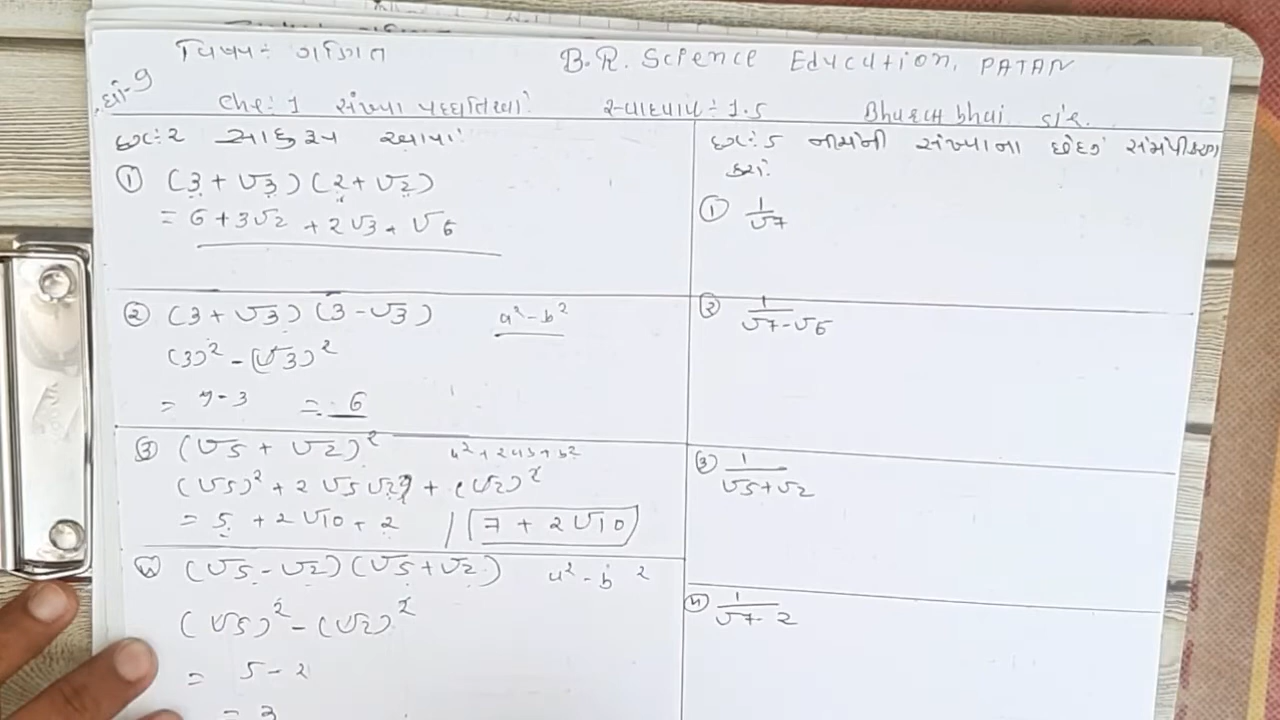 વિષય: ગણિત B.R. Science Education, PATAN
ધો-9
Ch: 1 સંખ્યા પદ્ધતિઓ સ્વાધ્યાય: 1.5 Bharat bhai sir.
પ્ર: ૨ સાદુરૂપ આપો:
① (3 + √3) (2 + √2)
= 6 + 3√2 + 2√3 + √6
② (3 + √3) (3 - √3) a² - b²
(3)² - (√3)²
= 9 - 3 = 6
③ (√5 + √2)² a² + 2ab + b²
(√5)² + 2 √5 √2 + (√2)²
= 5 + 2√10 + 2 / 7 + 2√10
(√5 - √2) (√5 + √2) a² - b²
(√5)² - (√2)²
= 5 - 2
= 3
પ્ર: 5 નીચેની સંખ્યાના છેદનું સંમેયીકરણ
કરો:
① 1/√7
② 1/√7-√6
③ 1/√5+√2
④ 1/√7-2